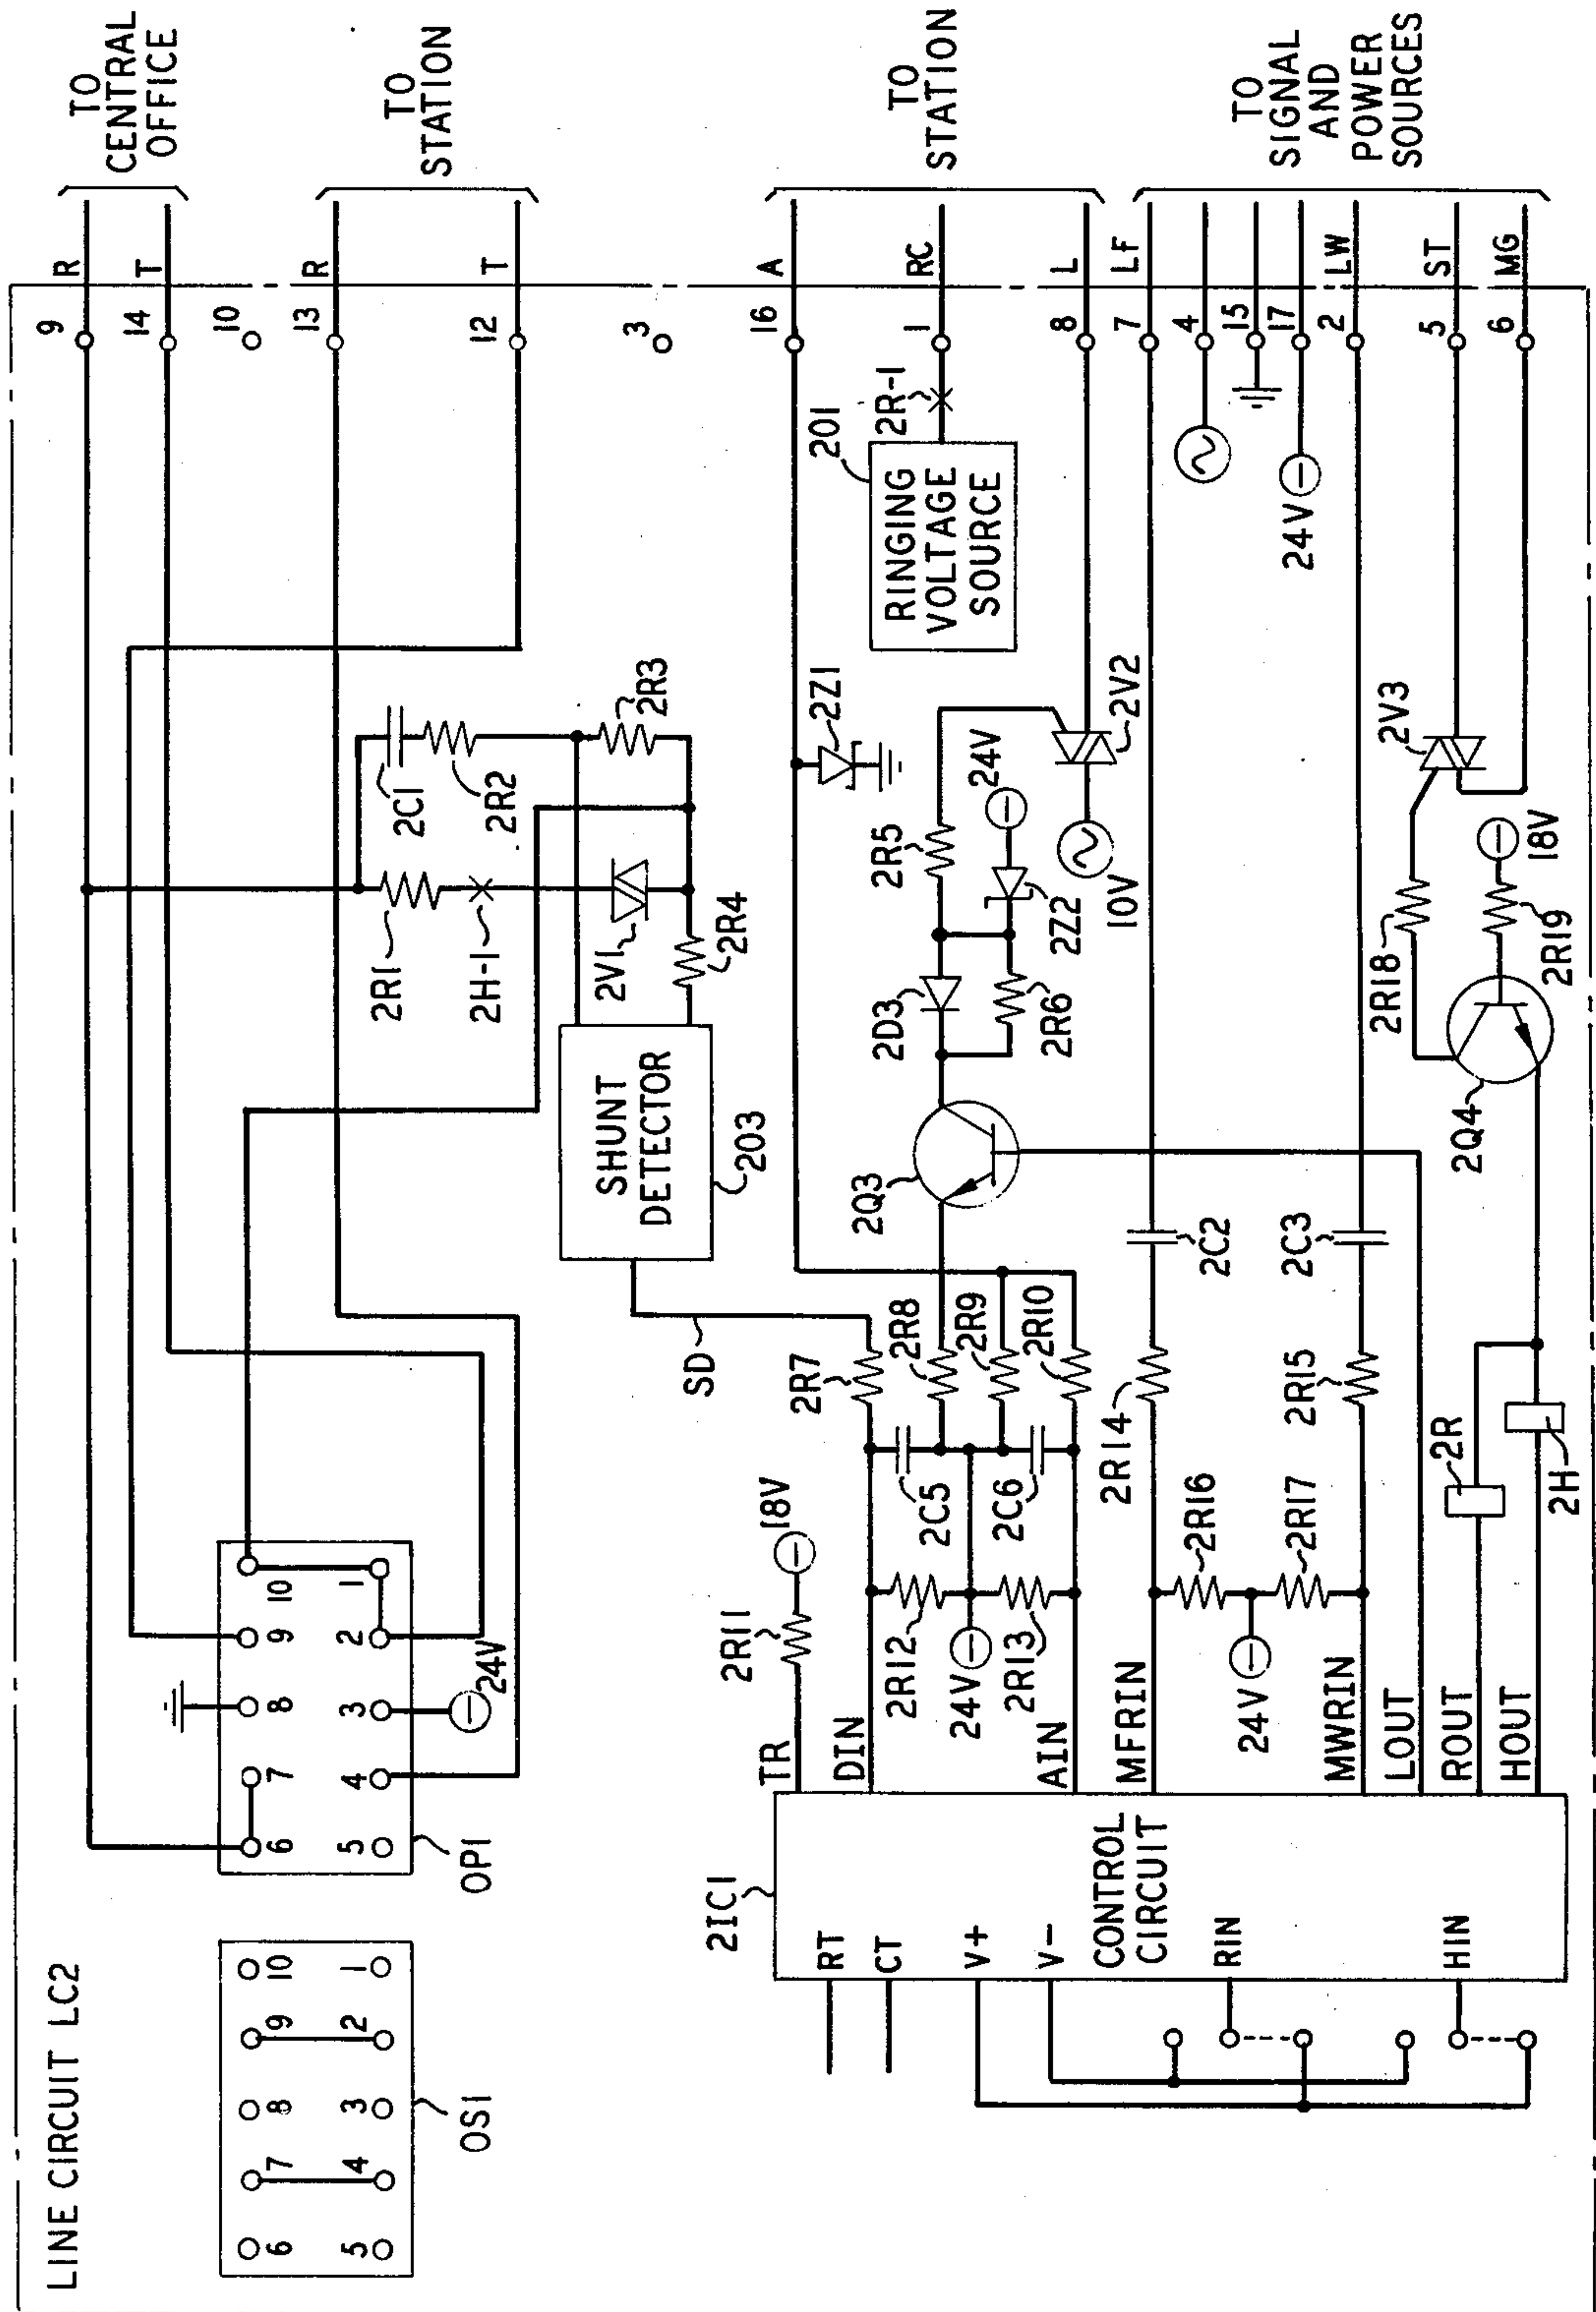 LINE CIRCUIT LC2
6
7
8
9
10
5
4
3
2
1
OS1
6
7
8
9
10
5
4
3
2
1
OP1
24V
9
R
14
T
10
TO
CENTRAL
OFFICE
13
R
12
T
TO
STATION
3
2R1
2H-1
2V1
2C1
2R2
2R3
2R4
SHUNT
DETECTOR
203
SD
16
A
1
RC
8
L
TO
STATION
2Z1
201
RINGING
VOLTAGE
SOURCE
2R-1
2R5
24V
2Z2
2D3
2R6
2V2
10V
2Q3
2R7
2R8
2R9
2R10
2C5
2C6
18V
2R11
2R12
24V
2R13
7
LF
4
15
17
24V
2
LW
5
ST
6
MG
TO
SIGNAL
AND
POWER
SOURCES
2R14
2C2
2R15
2C3
2R16
24V
2R17
2V3
2R18
18V
2R19
2Q4
2R
2H
2IC1
CONTROL
CIRCUIT
TR
DIN
AIN
MFRIN
MWRIN
LOUT
ROUT
HOUT
RT
CT
V+
V-
RIN
HIN